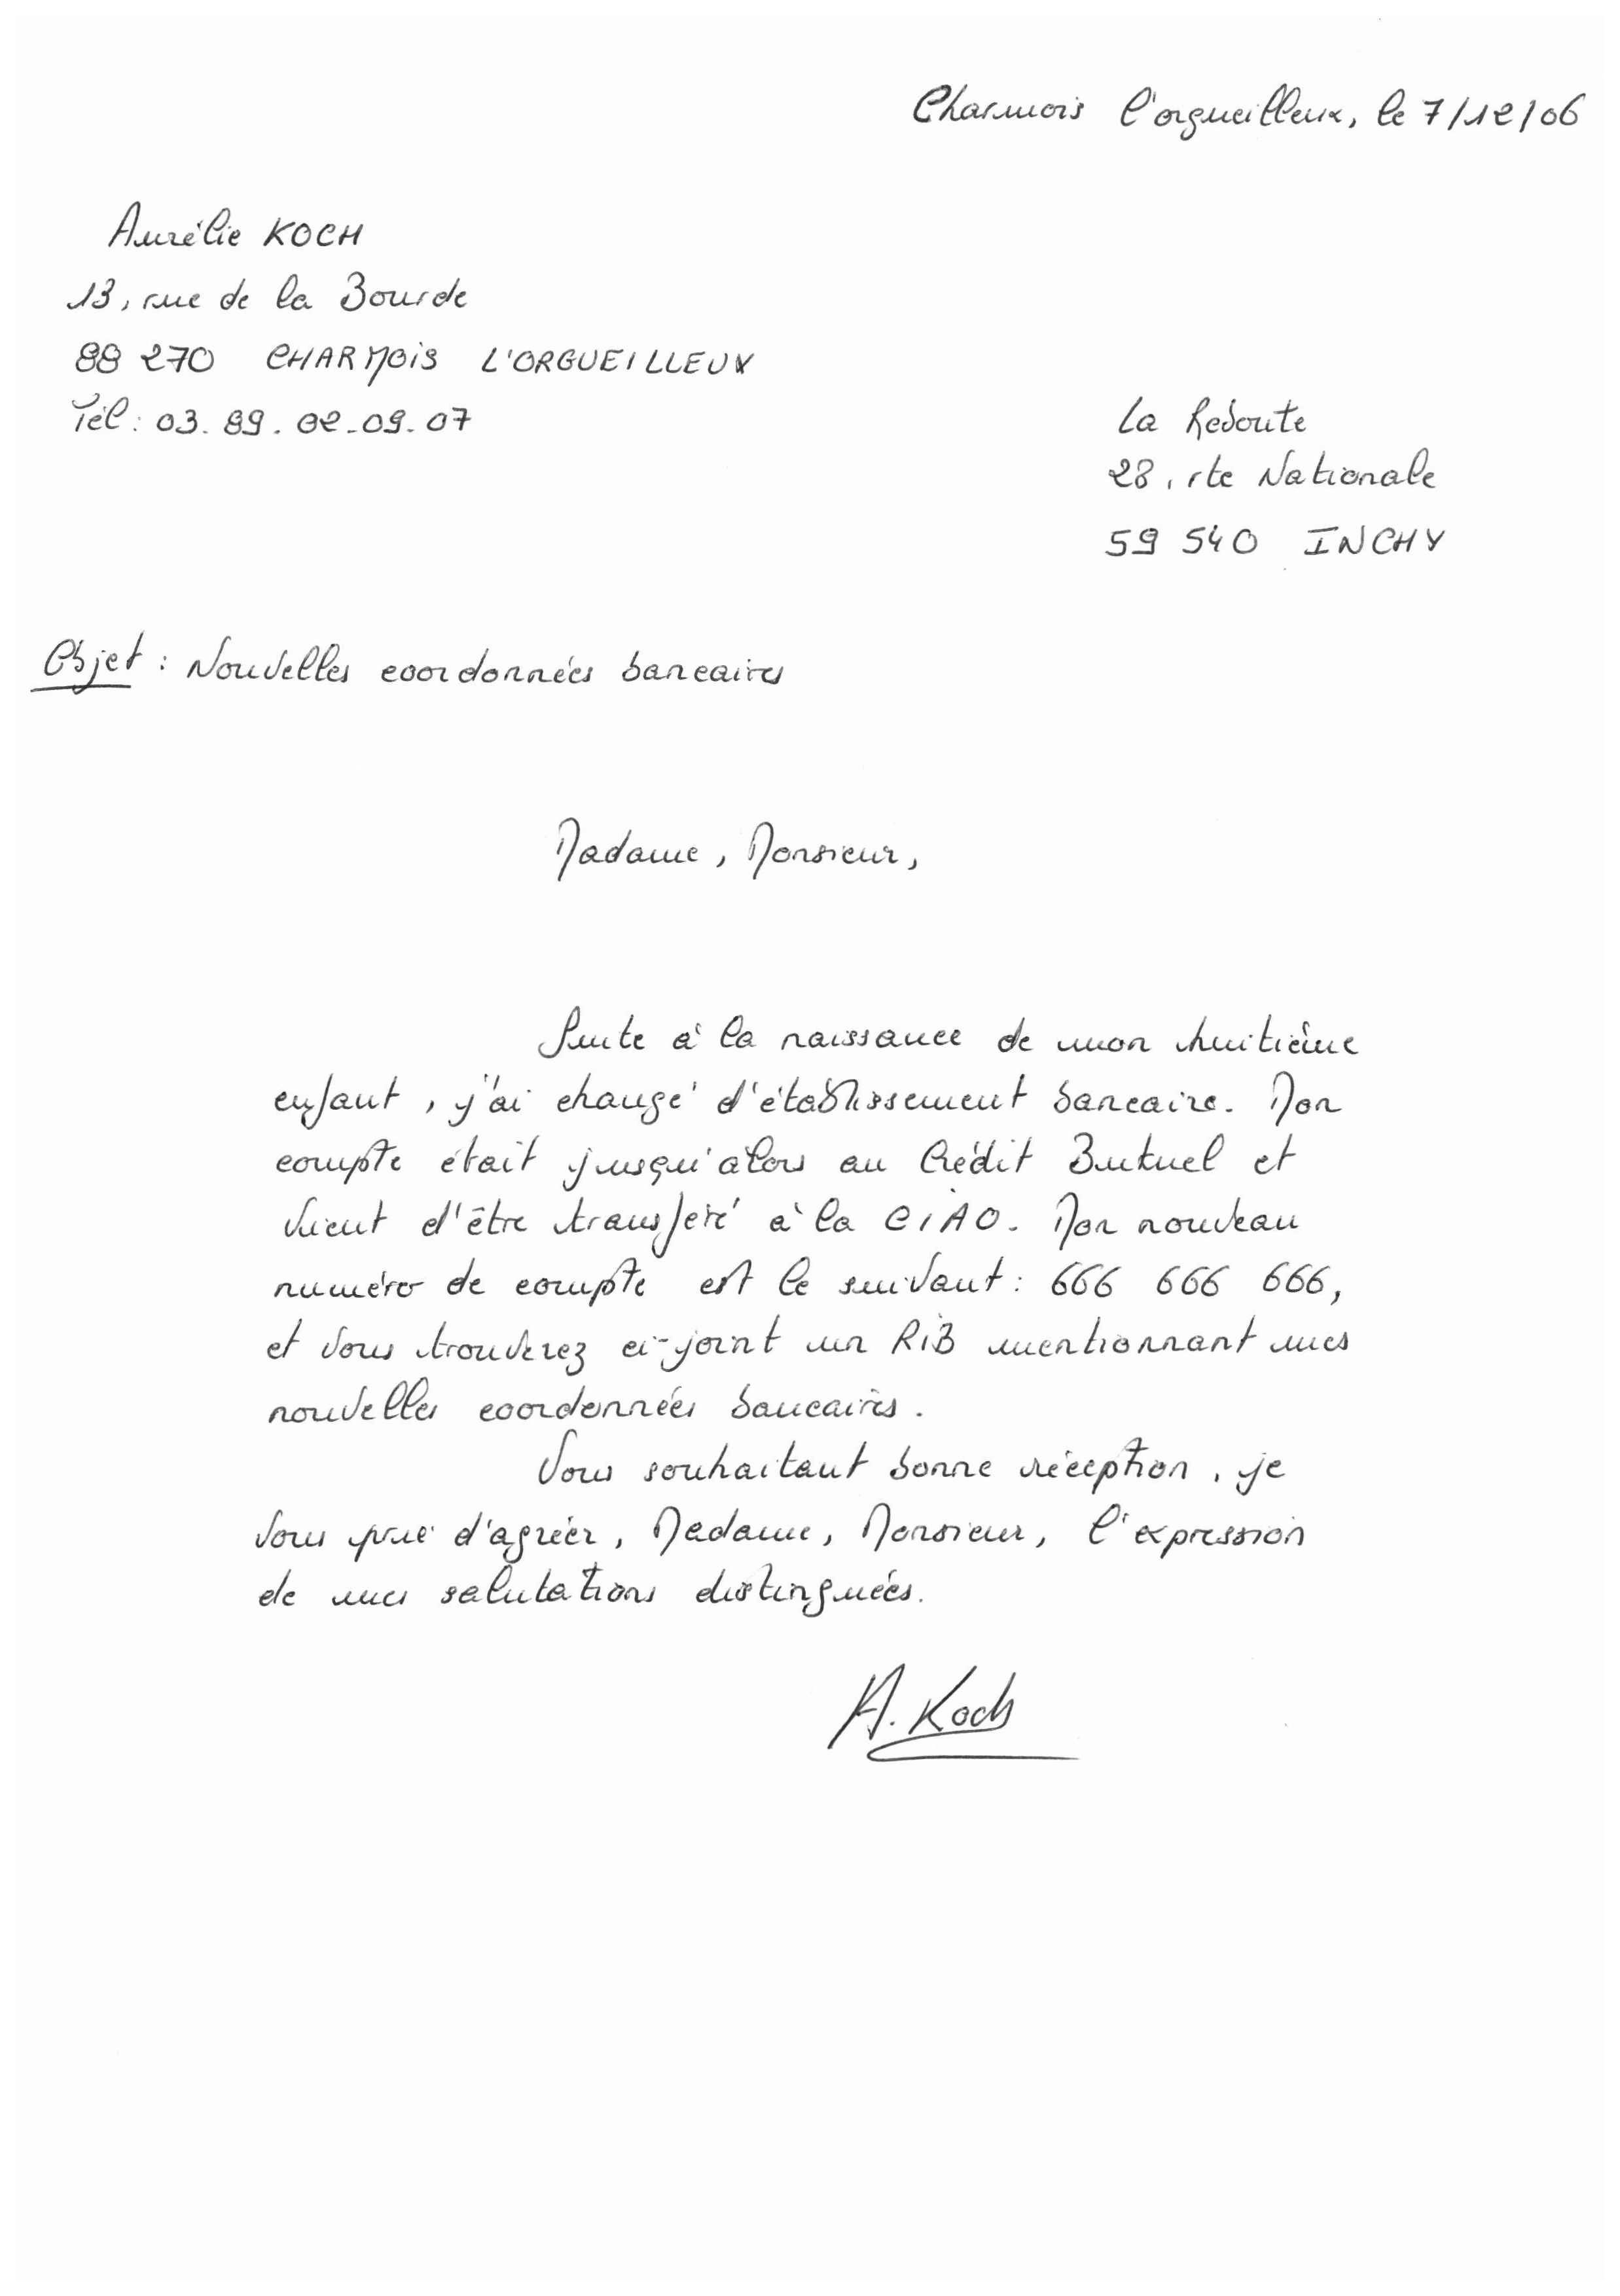 Charmois l'orgueilleux, le 7/12/06
Aurélie KOCH
13, rue de la Bourde
88 270 CHARMOIS L'ORGUEILLEUX
Tél : 03.89.02.09.07
La Redoute
28, rte Nationale
59 540 INCHY
Objet : Nouvelles coordonnées bancaires
Madame, Monsieur,
Suite à la naissance de mon huitième
enfant, j'ai changé d'établissement bancaire. Mon
compte était jusqu'alors au Crédit Butuel et
vient d'être transféré à la CIAO. Mon nouveau
numéro de compte est le suivant : 666 666 666,
et vous trouverez ci-joint un RIB mentionnant mes
nouvelles coordonnées bancaires.
Vous souhaitant bonne réception, je
vous prie d'agréer, Madame, Monsieur, l'expression
de mes salutations distinguées.
A. Koch